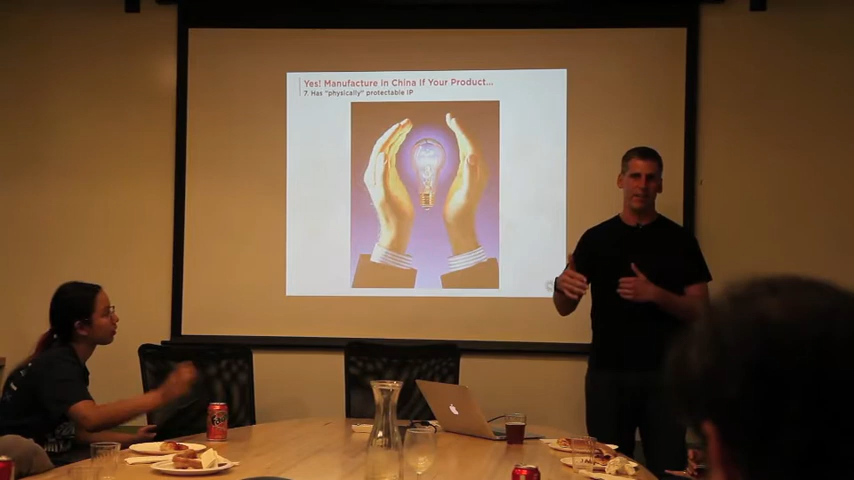 Yes! Manufacture in China If Your Product...
7. Has "physically" protectable IP